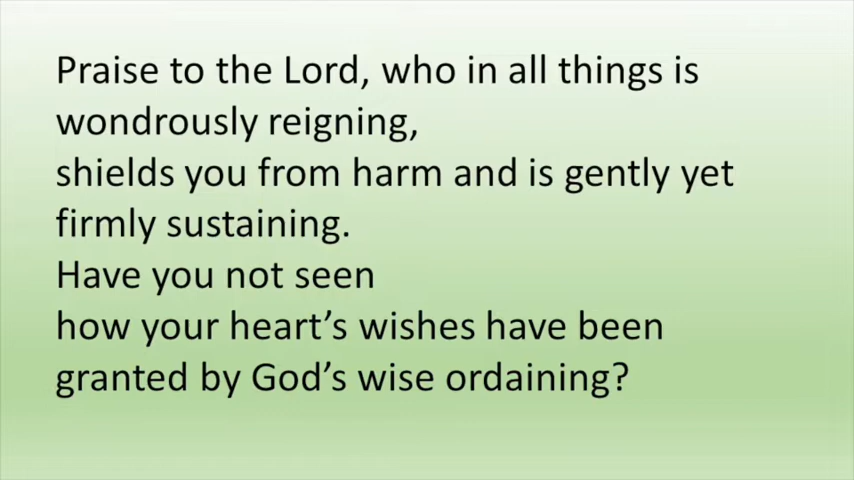 Praise to the Lord, who in all things is
wondrously reigning,
shields you from harm and is gently yet
firmly sustaining.
Have you not seen
how your heart’s wishes have been
granted by God’s wise ordaining?